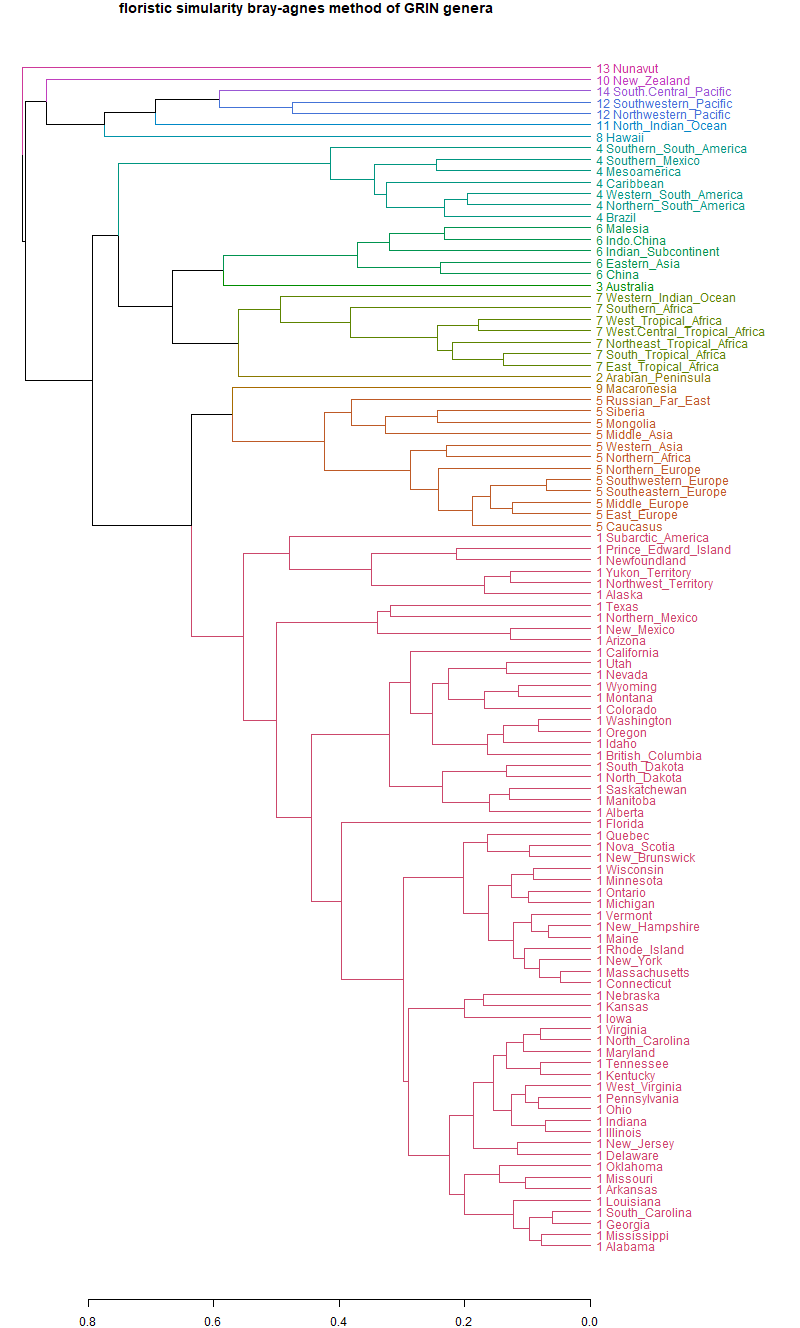 floristic simularity bray-agnes method of GRIN genera
13 Nunavut
10 New_Zealand
14 South.Central_Pacific
12 Southwestern_Pacific
12 Northwestern_Pacific
11 North_Indian_Ocean
8 Hawaii
4 Southern_South_America
4 Southern_Mexico
4 Mesoamerica
4 Caribbean
4 Western_South_America
4 Northern_South_America
4 Brazil
6 Malesia
6 Indo.China
6 Indian_Subcontinent
6 Eastern_Asia
6 China
3 Australia
7 Western_Indian_Ocean
7 Southern_Africa
7 West_Tropical_Africa
7 West.Central_Tropical_Africa
7 Northeast_Tropical_Africa
7 South_Tropical_Africa
7 East_Tropical_Africa
2 Arabian_Peninsula
9 Macaronesia
5 Russian_Far_East
5 Siberia
5 Mongolia
5 Middle_Asia
5 Western_Asia
5 Northern_Africa
5 Northern_Europe
5 Southwestern_Europe
5 Southeastern_Europe
5 Middle_Europe
5 East_Europe
5 Caucasus
1 Subarctic_America
1 Prince_Edward_Island
1 Newfoundland
1 Yukon_Territory
1 Northwest_Territory
1 Alaska
1 Texas
1 Northern_Mexico
1 New_Mexico
1 Arizona
1 California
1 Utah
1 Nevada
1 Wyoming
1 Montana
1 Colorado
1 Washington
1 Oregon
1 Idaho
1 British_Columbia
1 South_Dakota
1 North_Dakota
1 Saskatchewan
1 Manitoba
1 Alberta
1 Florida
1 Quebec
1 Nova_Scotia
1 New_Brunswick
1 Wisconsin
1 Minnesota
1 Ontario
1 Michigan
1 Vermont
1 New_Hampshire
1 Maine
1 Rhode_Island
1 New_York
1 Massachusetts
1 Connecticut
1 Nebraska
1 Kansas
1 Iowa
1 Virginia
1 North_Carolina
1 Maryland
1 Tennessee
1 Kentucky
1 West_Virginia
1 Pennsylvania
1 Ohio
1 Indiana
1 Illinois
1 New_Jersey
1 Delaware
1 Oklahoma
1 Missouri
1 Arkansas
1 Louisiana
1 South_Carolina
1 Georgia
1 Mississippi
1 Alabama
0.8 0.6 0.4 0.2 0.0